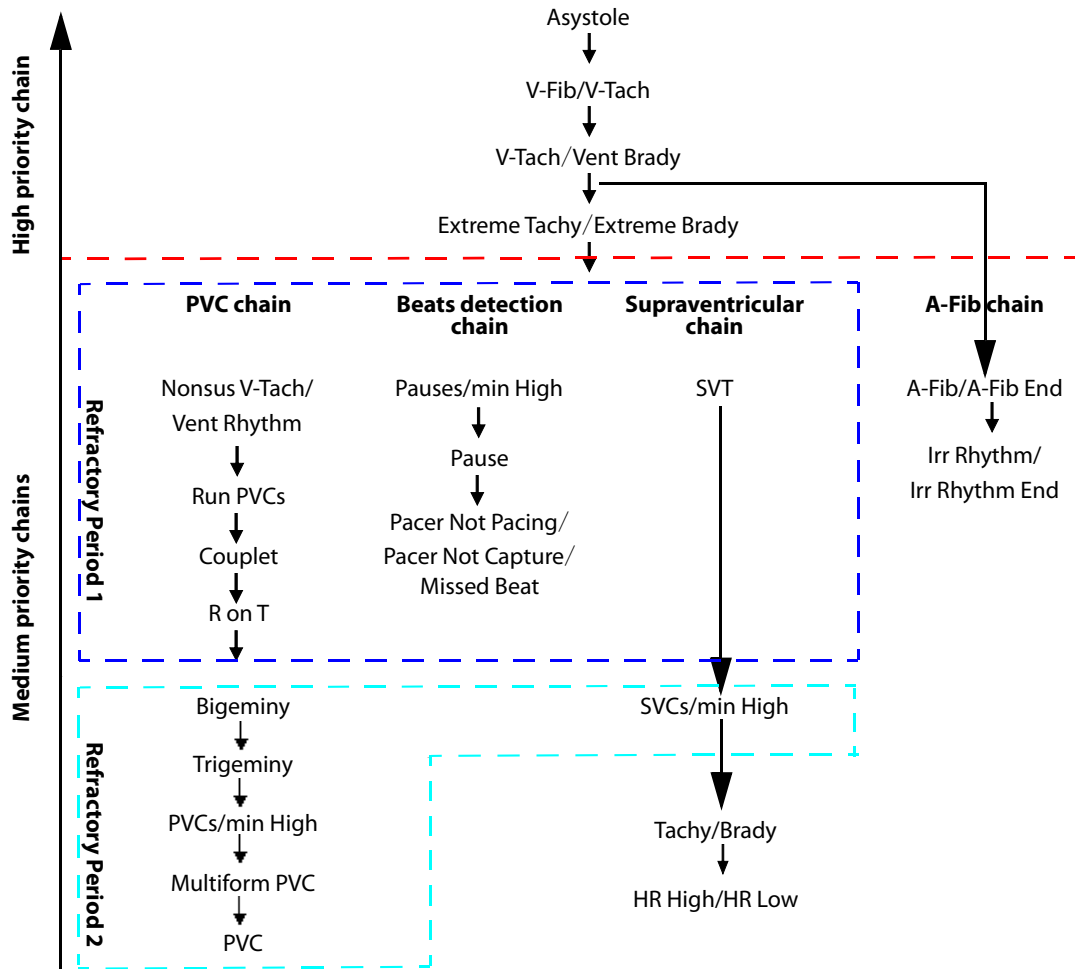 High priority chain
Medium priority chains
Asystole
V-Fib/V-Tach
V-Tach/Vent Brady
Extreme Tachy/Extreme Brady
Refractory Period 1
PVC chain
Nonsus V-Tach/
Vent Rhythm
Run PVCs
Couplet
R on T
Beats detection
chain
Pauses/min High
Pause
Pacer Not Pacing/
Pacer Not Capture/
Missed Beat
Supraventricular
chain
SVT
A-Fib chain
A-Fib/A-Fib End
Irr Rhythm/
Irr Rhythm End
Refractory Period 2
Bigeminy
Trigeminy
PVCs/min High
Multiform PVC
PVC
SVCs/min High
Tachy/Brady
HR High/HR Low